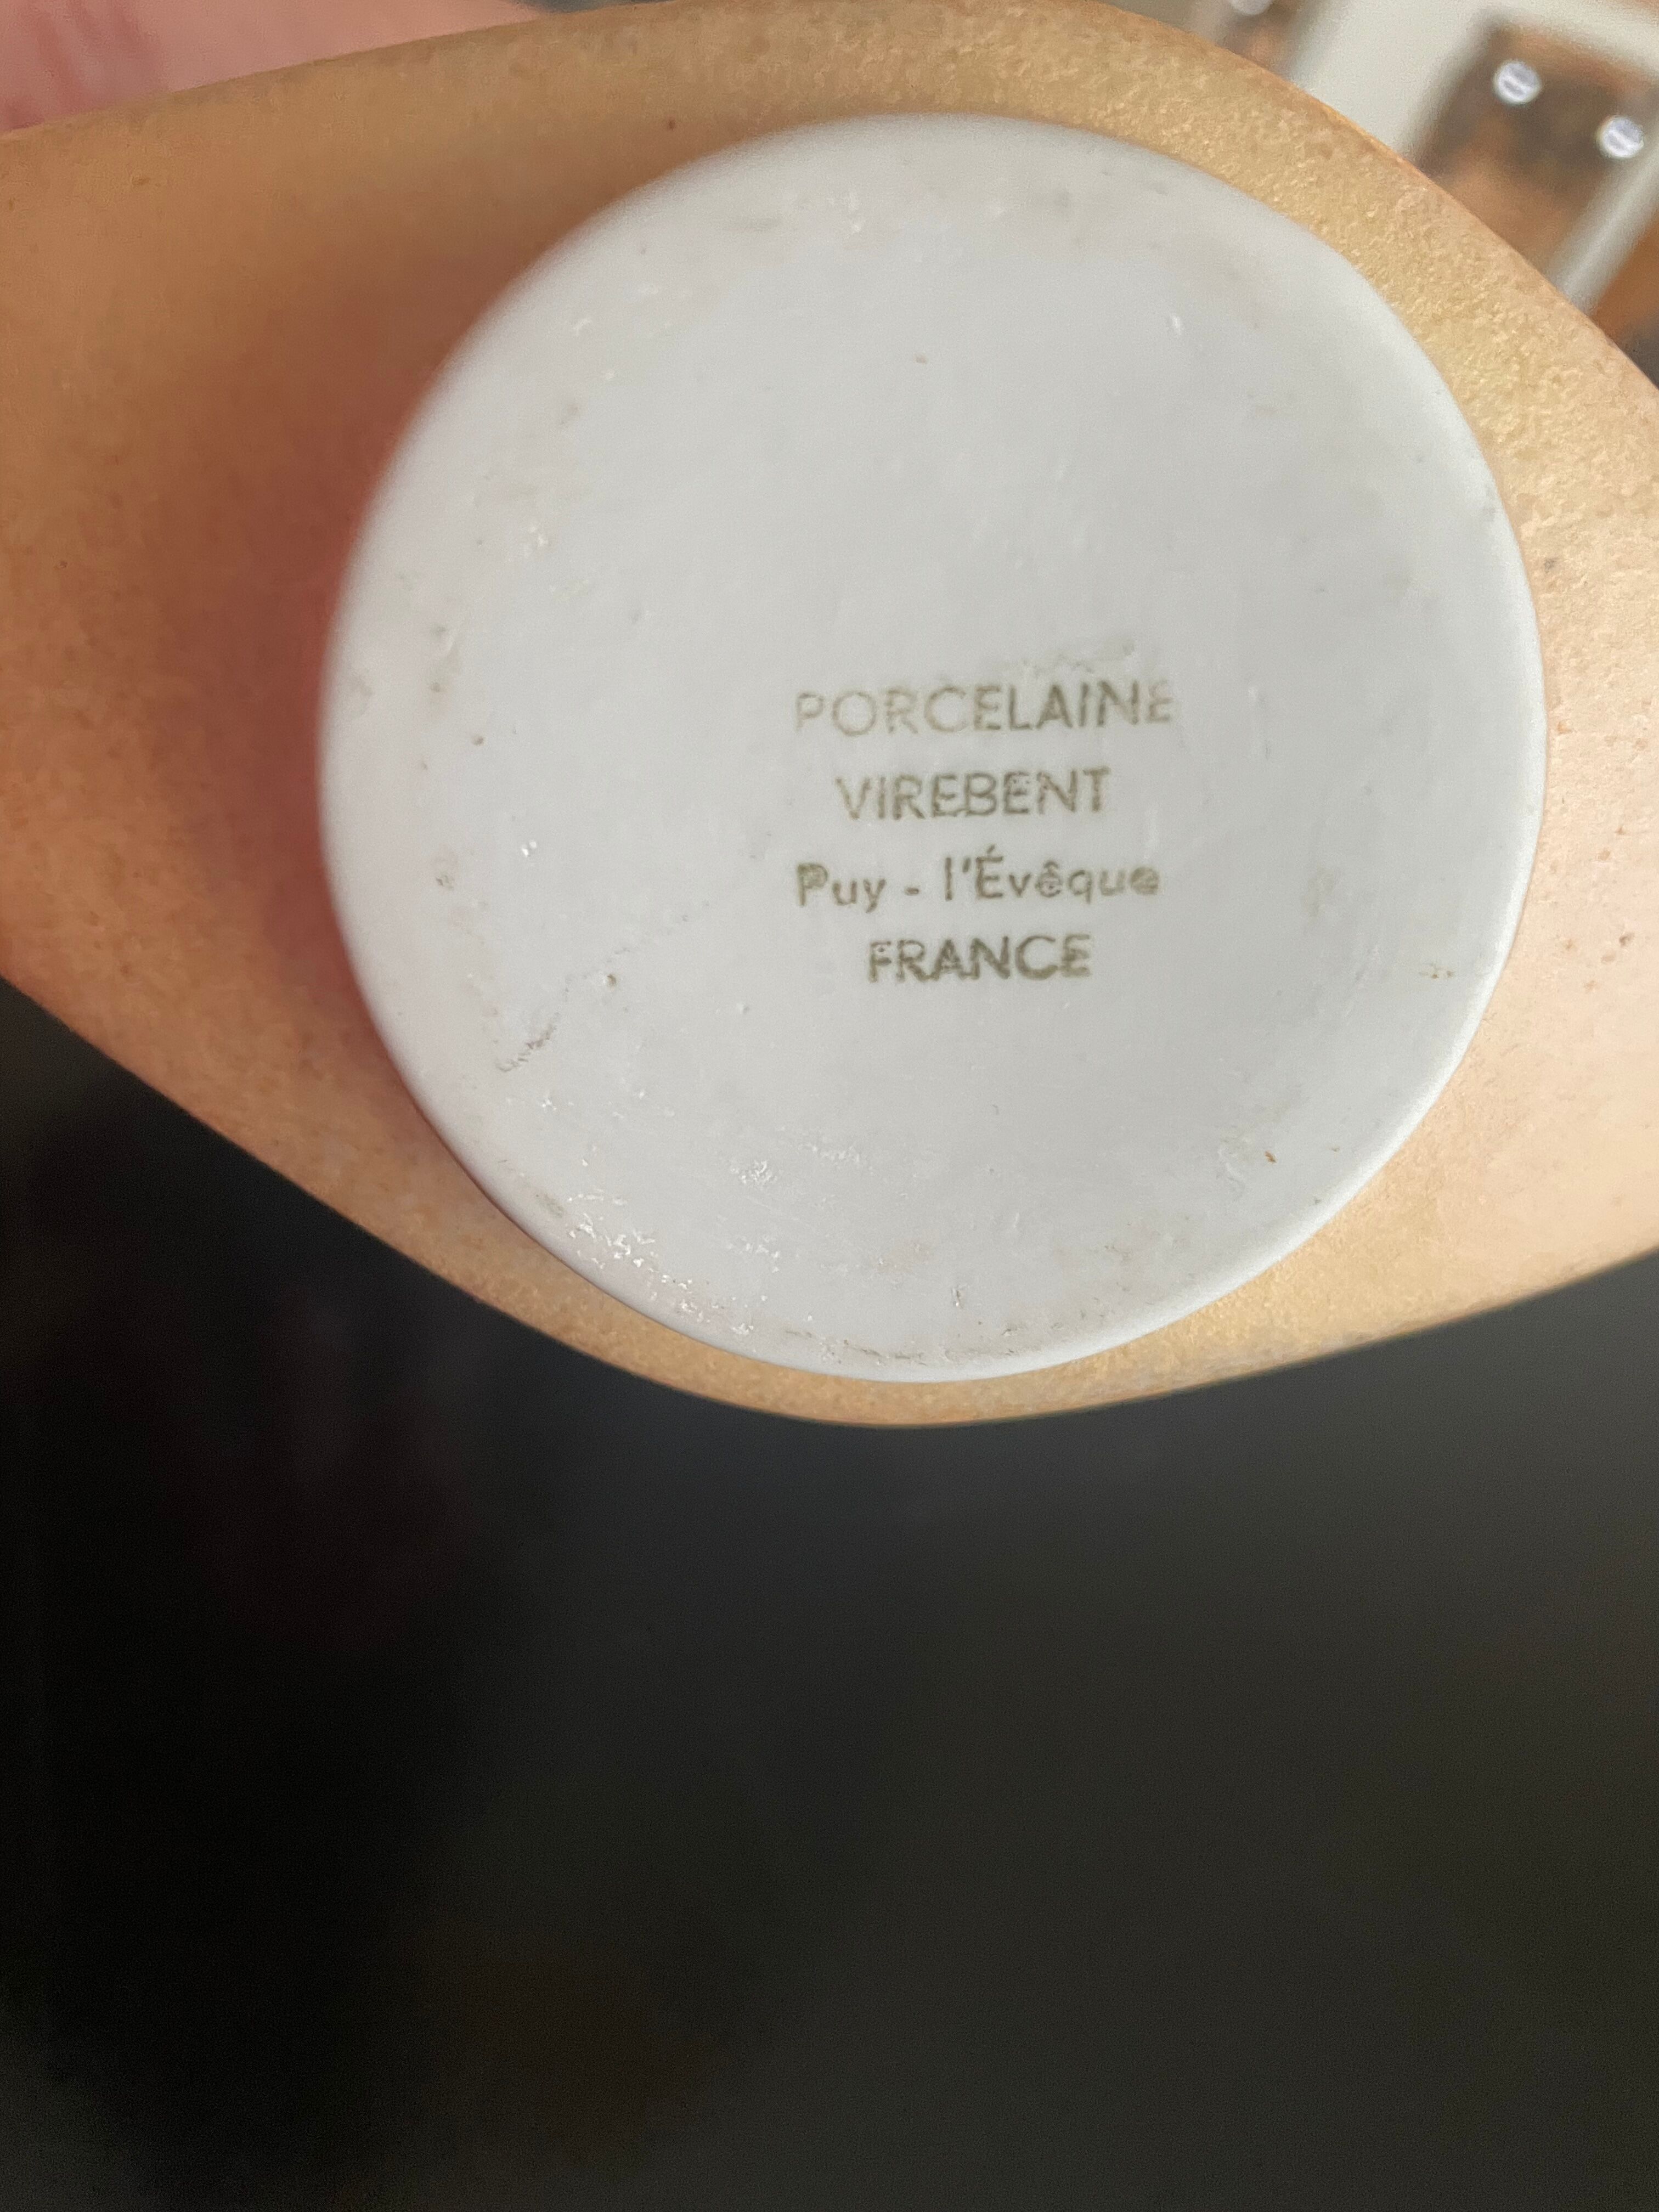 PORCELAINE
VIREBENT
Puy - l'Évêque
FRANCE